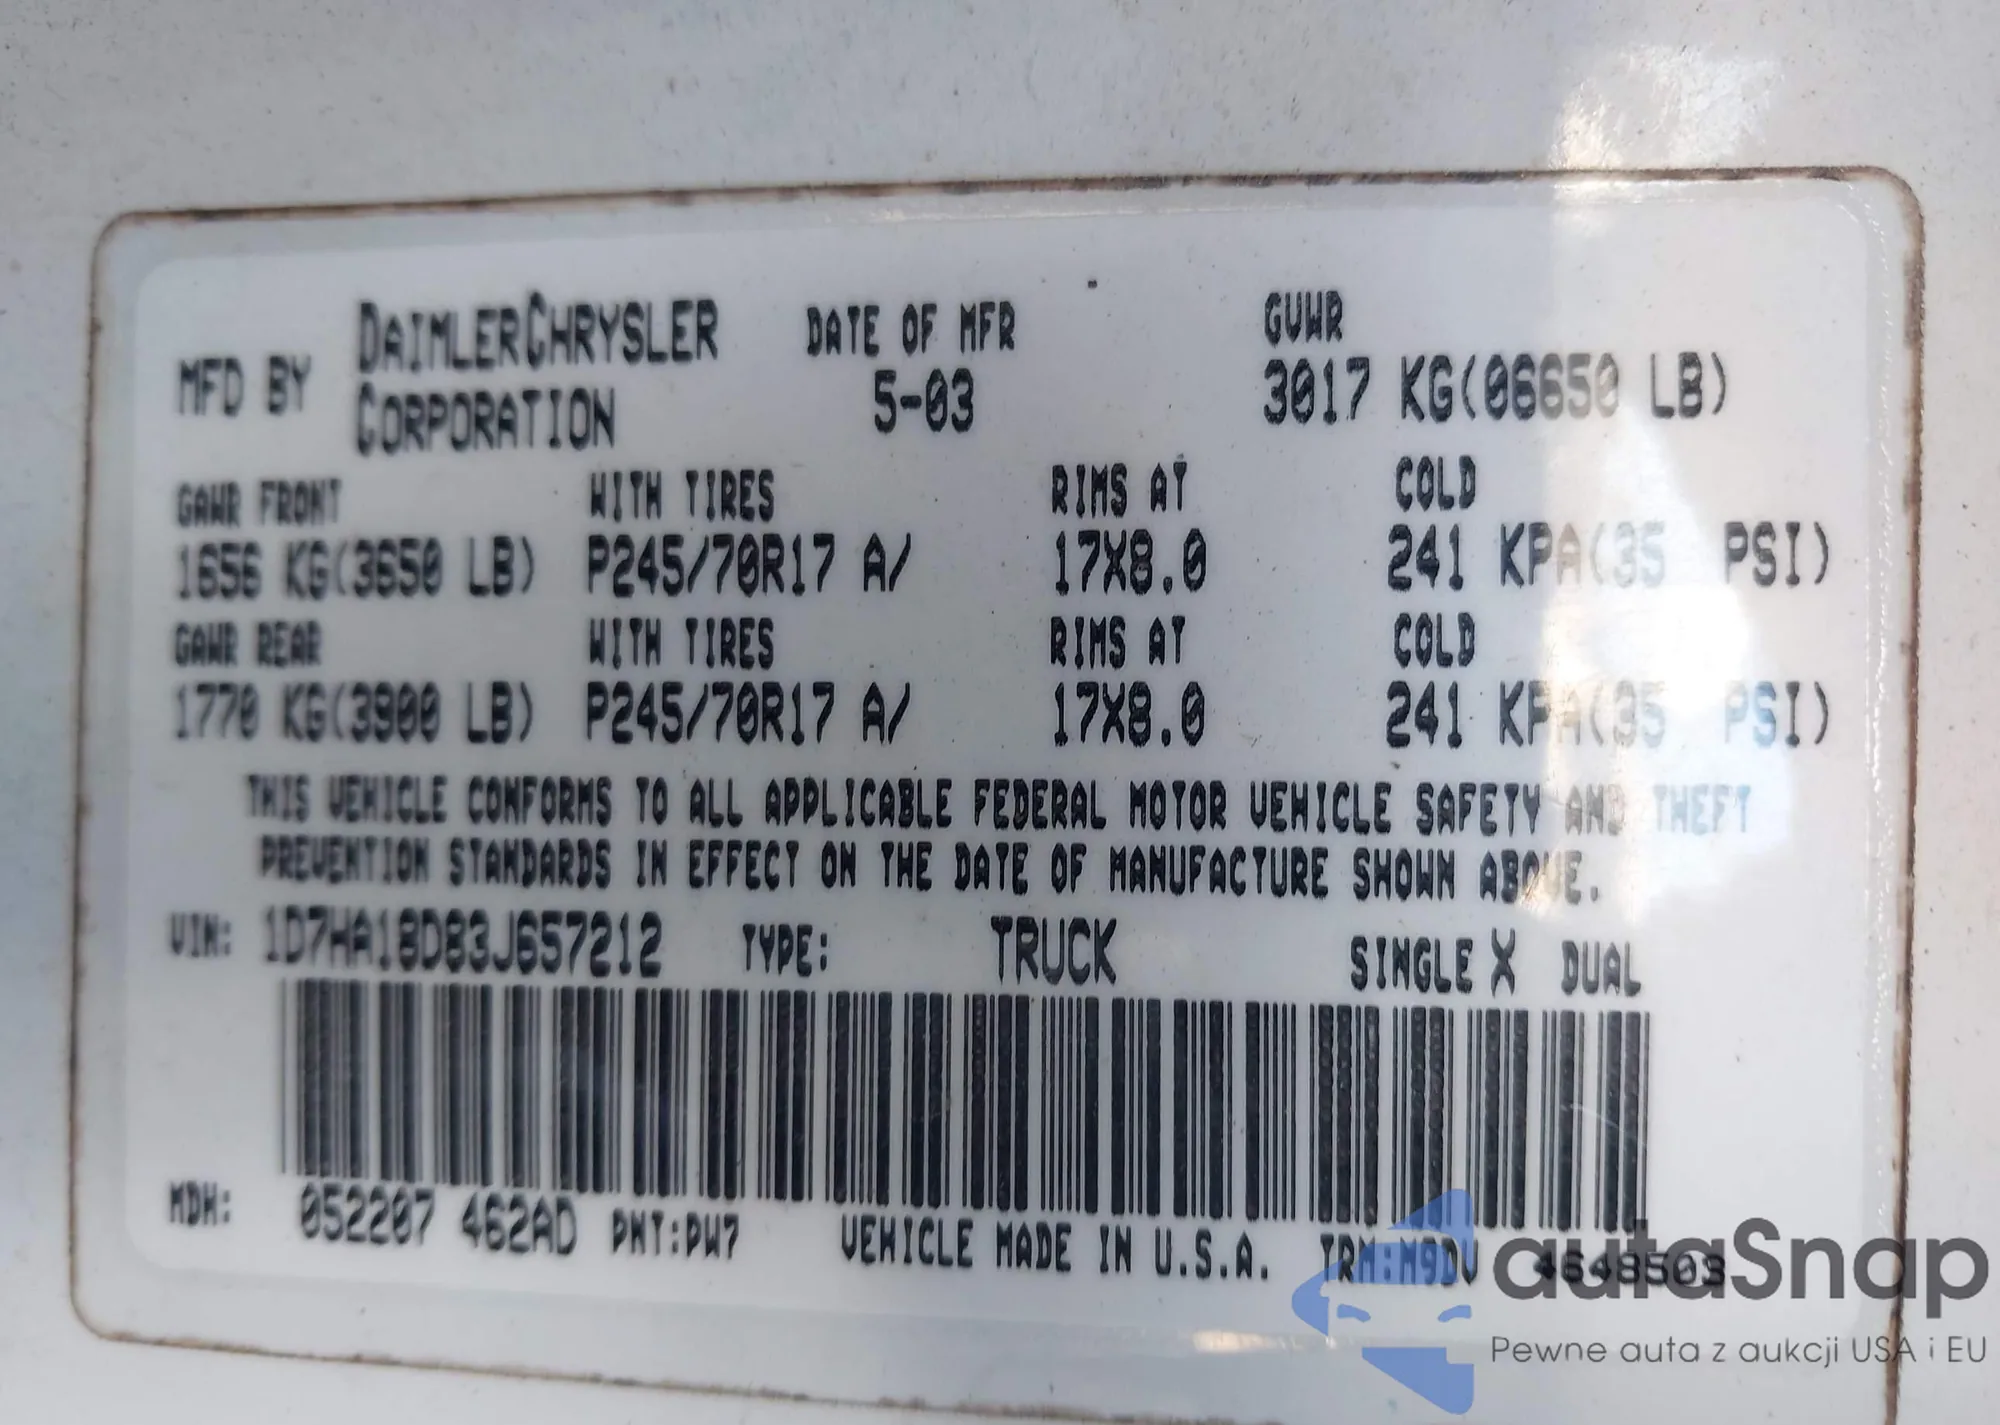 MFD BY DAIMLERCHRYSLER CORPORATION DATE OF MFR 5-03 GVWR 3017 KG(06650 LB)
GAWR FRONT WITH TIRES RIMS AT COLD
1656 KG(3650 LB) P245/70R17 A/ 17X8.0 241 KPA(35 PSI)
GAWR REAR WITH TIRES RIMS AT COLD
1770 KG(3900 LB) P245/70R17 A/ 17X8.0 241 KPA(35 PSI)
THIS VEHICLE CONFORMS TO ALL APPLICABLE FEDERAL MOTOR VEHICLE SAFETY AND THEFT
PREVENTION STANDARDS IN EFFECT ON THE DATE OF MANUFACTURE SHOWN ABOVE.
VIN: 1D7HA18D83J657212 TYPE: TRUCK SINGLE X DUAL
MDH: 052207 462AD PNT:PW7 VEHICLE MADE IN U.S.A. TRM:M9DV 4648503
autaSnap
Pewne auta z aukcji USA i EU